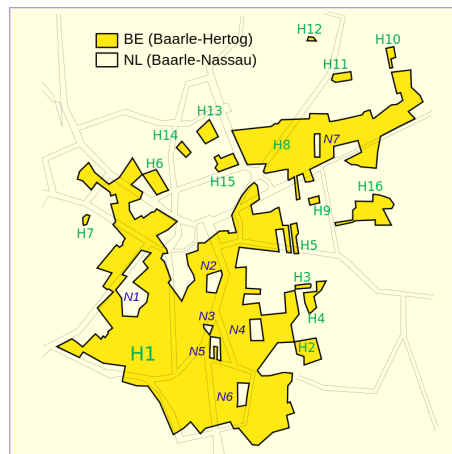 H12
BE (Baarle-Hertog)
H10
NL (Baarle-Nassau)
H11
H13
H14
H8
N7
H6
H15
H16
H9
H7
H5
N2
H3
N1
N3
H4
N4
H1
N5
H2
N6